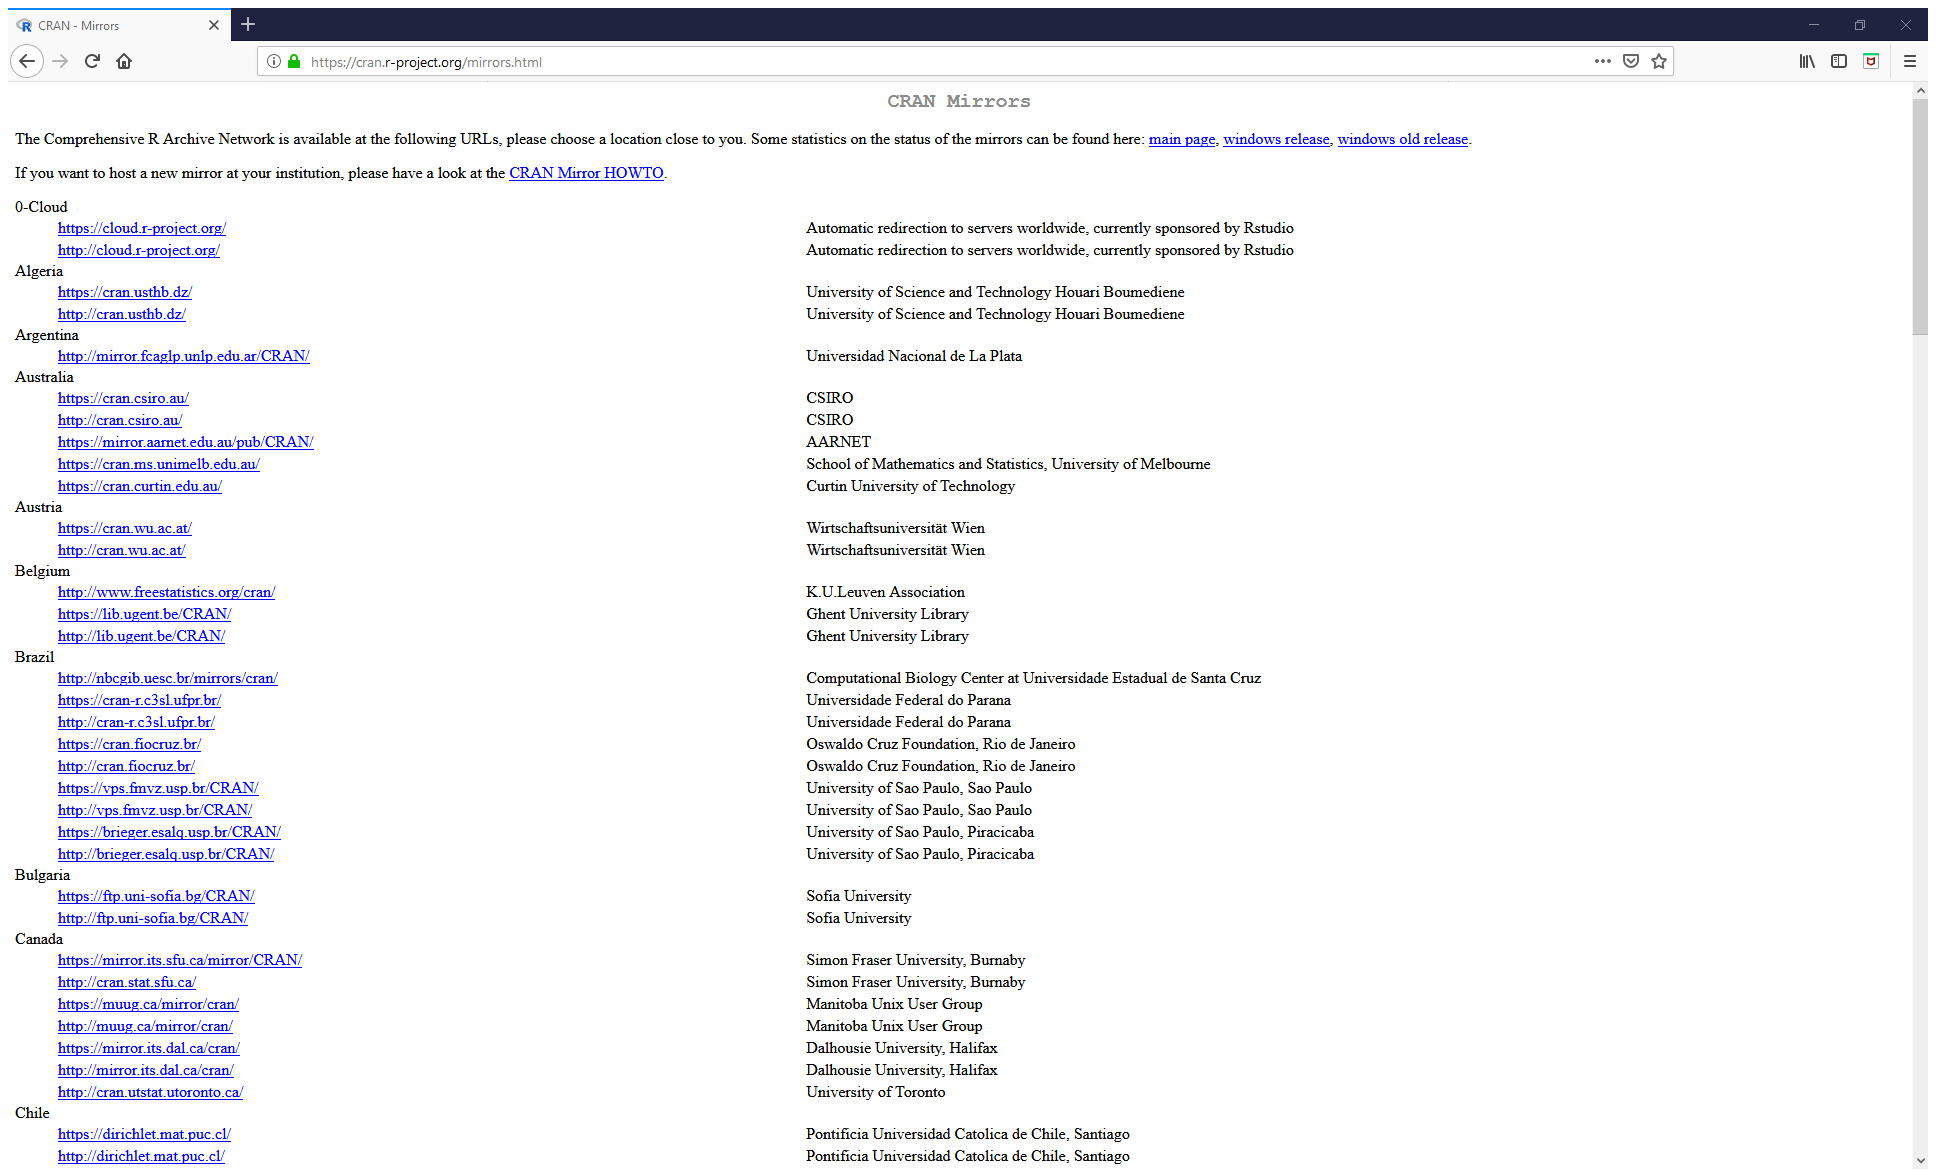 CRAN - Mirrors
https://cran.r-project.org/mirrors.html
CRAN Mirrors
The Comprehensive R Archive Network is available at the following URLs, please choose a location close to you. Some statistics on the status of the mirrors can be found here: main page, windows release, windows old release.
If you want to host a new mirror at your institution, please have a look at the CRAN Mirror HOWTO.
0-Cloud
https://cloud.r-project.org/ Automatic redirection to servers worldwide, currently sponsored by Rstudio
http://cloud.r-project.org/ Automatic redirection to servers worldwide, currently sponsored by Rstudio
Algeria
https://cran.usthb.dz/ University of Science and Technology Houari Boumediene
http://cran.usthb.dz/ University of Science and Technology Houari Boumediene
Argentina
http://mirror.fcaglp.unlp.edu.ar/CRAN/ Universidad Nacional de La Plata
Australia
https://cran.csiro.au/ CSIRO
http://cran.csiro.au/ CSIRO
https://mirror.aarnet.edu.au/pub/CRAN/ AARNET
https://cran.ms.unimelb.edu.au/ School of Mathematics and Statistics, University of Melbourne
https://cran.curtin.edu.au/ Curtin University of Technology
Austria
https://cran.wu.ac.at/ Wirtschaftsuniversität Wien
http://cran.wu.ac.at/ Wirtschaftsuniversität Wien
Belgium
http://www.freestatistics.org/cran/ K.U.Leuven Association
https://lib.ugent.be/CRAN/ Ghent University Library
http://lib.ugent.be/CRAN/ Ghent University Library
Brazil
http://nbcgib.uesc.br/mirrors/cran/ Computational Biology Center at Universidade Estadual de Santa Cruz
https://cran-r.c3sl.ufpr.br/ Universidade Federal do Parana
http://cran-r.c3sl.ufpr.br/ Universidade Federal do Parana
https://cran.fiocruz.br/ Oswaldo Cruz Foundation, Rio de Janeiro
http://cran.fiocruz.br/ Oswaldo Cruz Foundation, Rio de Janeiro
https://vps.fmvz.usp.br/CRAN/ University of Sao Paulo, Sao Paulo
http://vps.fmvz.usp.br/CRAN/ University of Sao Paulo, Sao Paulo
https://brieger.esalq.usp.br/CRAN/ University of Sao Paulo, Piracicaba
http://brieger.esalq.usp.br/CRAN/ University of Sao Paulo, Piracicaba
Bulgaria
https://ftp.uni-sofia.bg/CRAN/ Sofia University
http://ftp.uni-sofia.bg/CRAN/ Sofia University
Canada
https://mirror.its.sfu.ca/mirror/CRAN/ Simon Fraser University, Burnaby
http://cran.stat.sfu.ca/ Simon Fraser University, Burnaby
https://muug.ca/mirror/cran/ Manitoba Unix User Group
http://muug.ca/mirror/cran/ Manitoba Unix User Group
https://mirror.its.dal.ca/cran/ Dalhousie University, Halifax
http://mirror.its.dal.ca/cran/ Dalhousie University, Halifax
http://cran.utstat.utoronto.ca/ University of Toronto
Chile
https://dirichlet.mat.puc.cl/ Pontificia Universidad Catolica de Chile, Santiago
http://dirichlet.mat.puc.cl/ Pontificia Universidad Catolica de Chile, Santiago